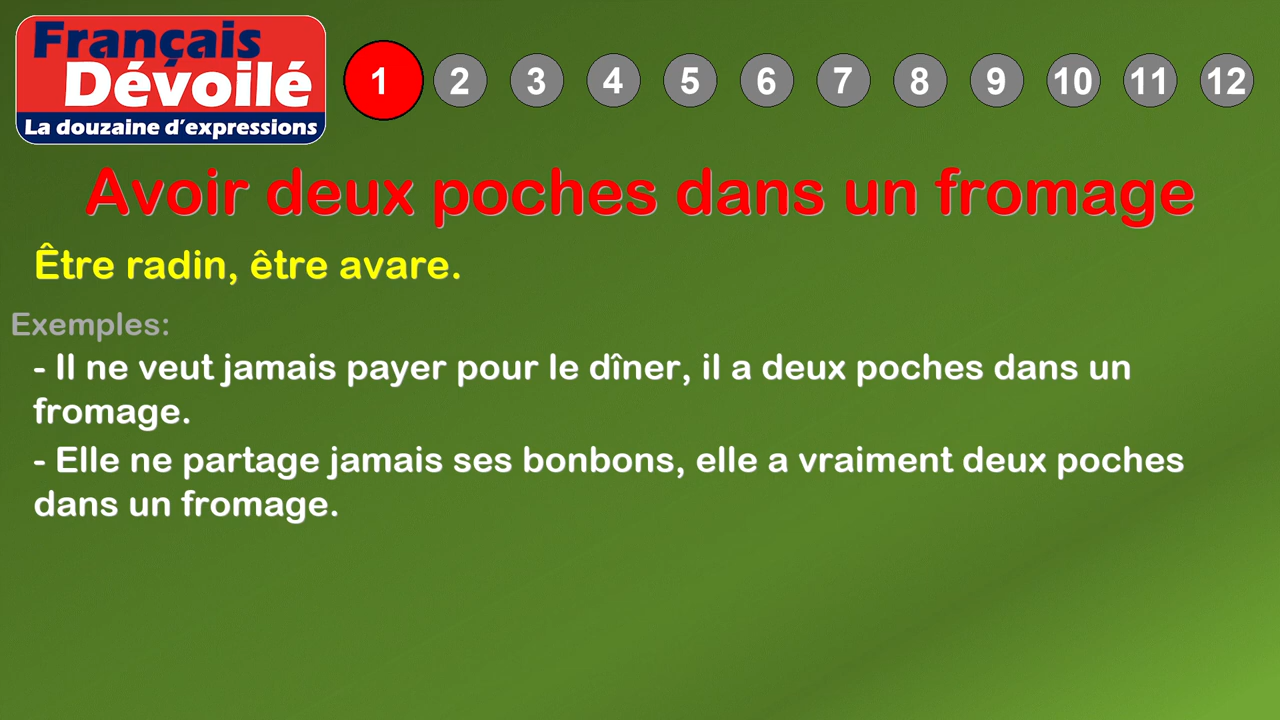 Français
Dévoilé
La douzaine d'expressions
1 2 3 4 5 6 7 8 9 10 11 12
Avoir deux poches dans un fromage
Être radin, être avare.
Exemples:
- Il ne veut jamais payer pour le dîner, il a deux poches dans un
fromage.
- Elle ne partage jamais ses bonbons, elle a vraiment deux poches
dans un fromage.